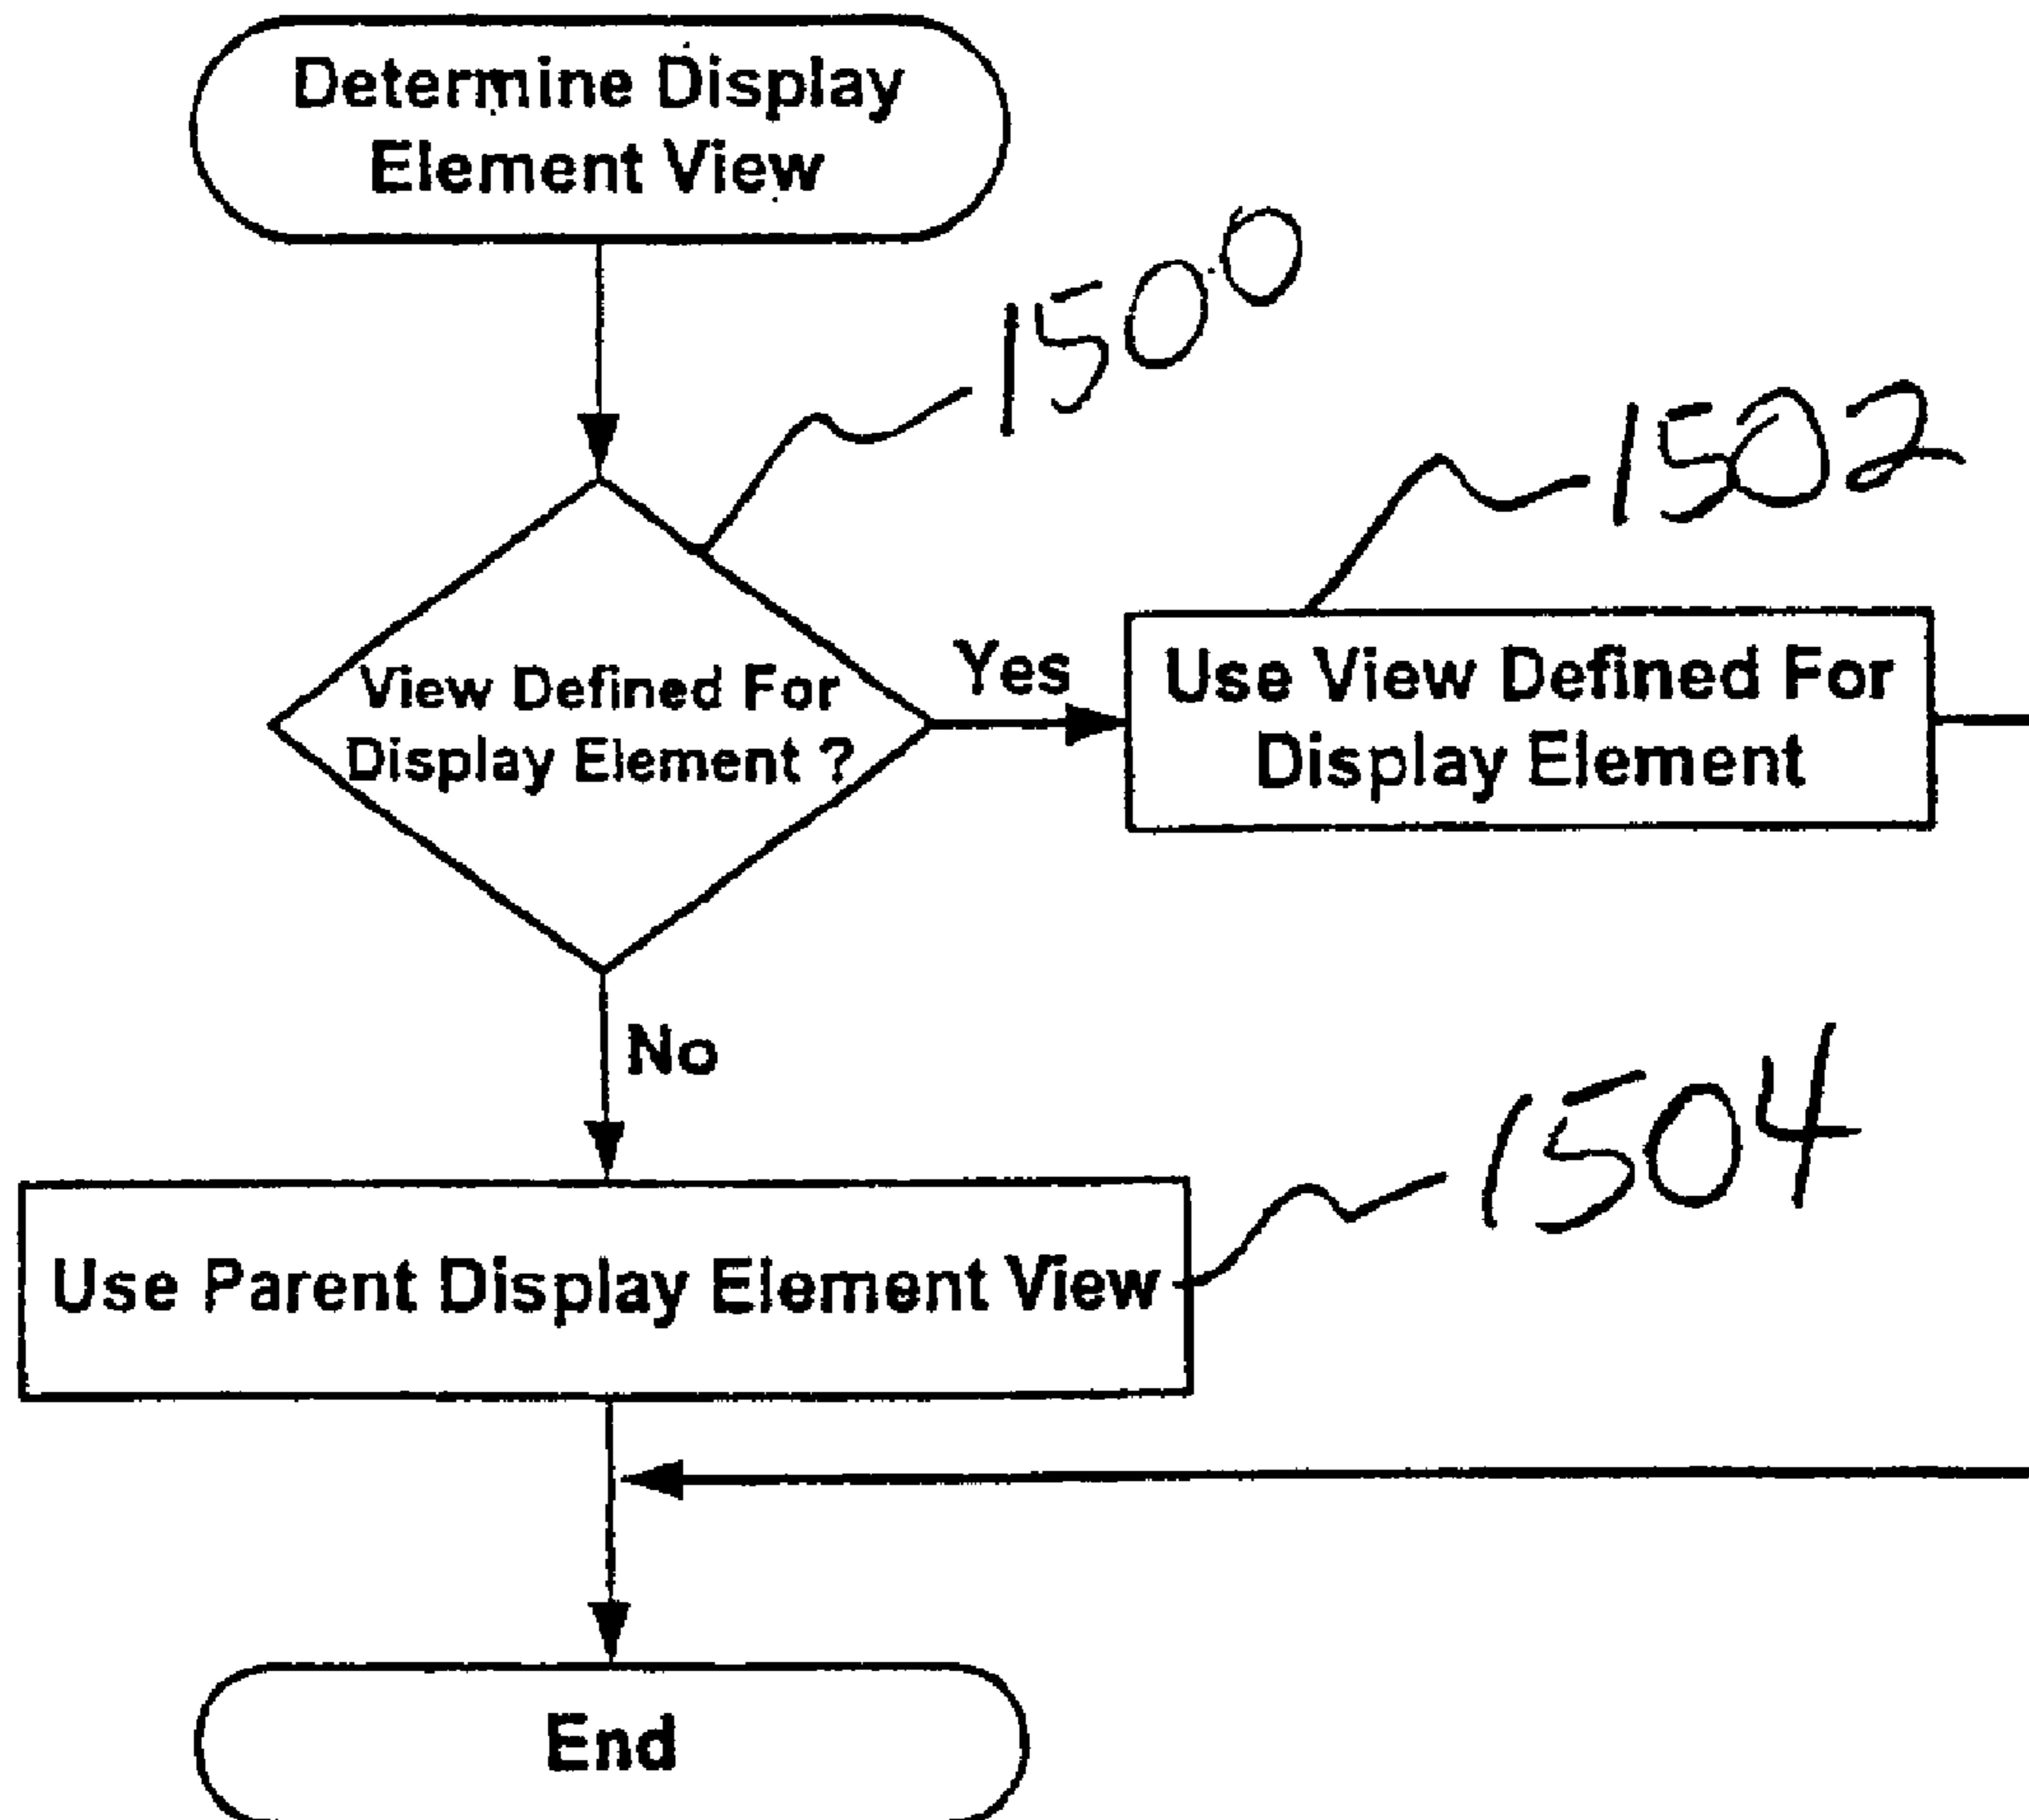 Determine Display
Element View
1500
1502
View Defined For
Display Element ?
Yes
Use View Defined For
Display Element
No
1504
Use Parent Display Element View
End